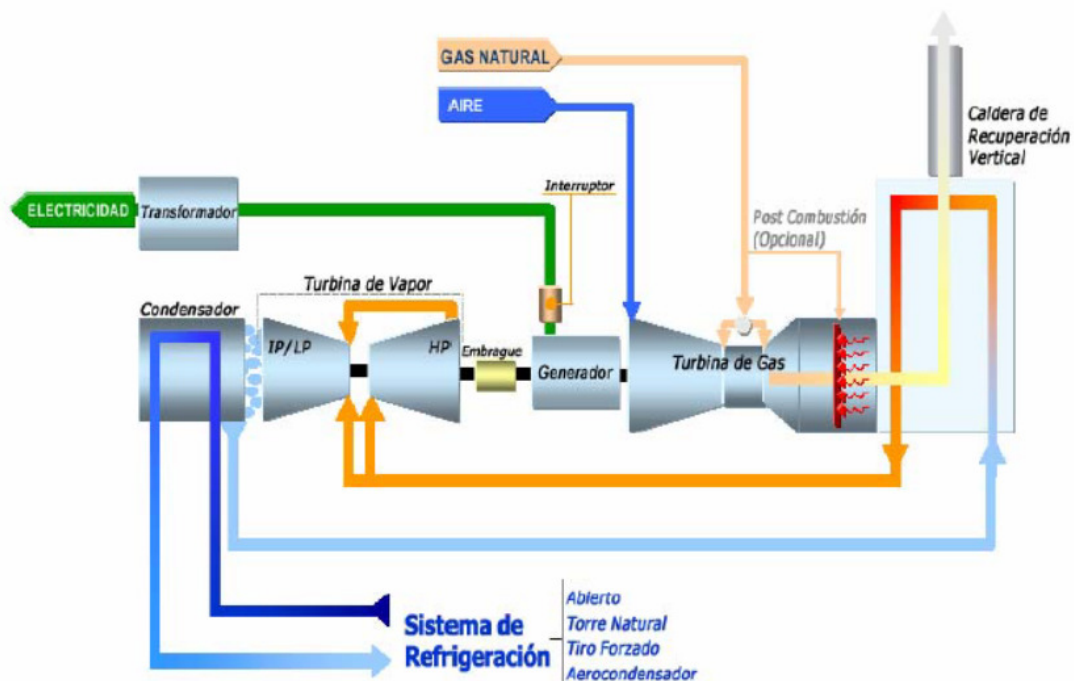 GAS NATURAL
AIRE
Caldera de
Recuperación
Vertical
Interruptor
ELECTRICIDAD
Transformador
Post Combustión
(Opcional)
Turbina de Vapor
Condensador
IP/LP
HP
Embrague
Generador
Turbina de Gas
Sistema de
Refrigeración
Abierto
Torre Natural
Tiro Forzado
Aerocondensador